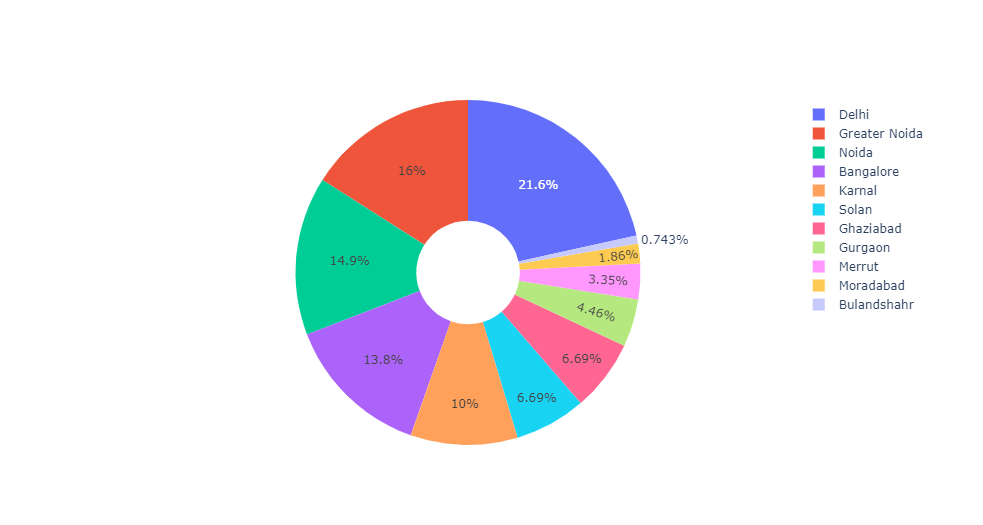 16%
21.6%
0.743%
1.86%
14.9%
3.35%
4.46%
13.8%
6.69%
6.69%
10%
Delhi
Greater Noida
Noida
Bangalore
Karnal
Solan
Ghaziabad
Gurgaon
Merrut
Moradabad
Bulandshahr